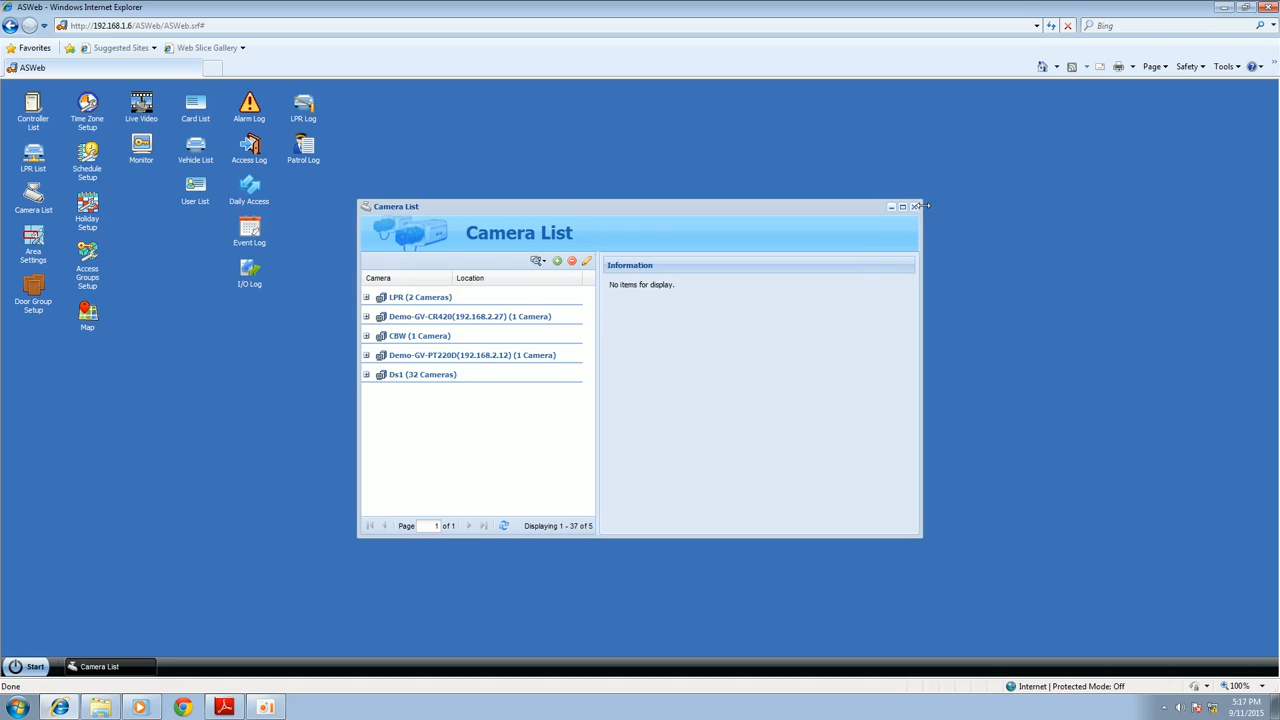 ASWeb - Windows Internet Explorer
http://192.168.1.6/ASWeb/ASWeb.srf#
Bing
Favorites
Suggested Sites
Web Slice Gallery
ASWeb
Page
Safety
Tools
Controller List
Time Zone Setup
Live Video
Card List
Alarm Log
LPR Log
LPR List
Schedule Setup
Monitor
Vehicle List
Access Log
Patrol Log
Camera List
Holiday Setup
User List
Daily Access
Area Settings
Access Groups Setup
Event Log
Door Group Setup
Map
I/O Log
Camera List
Camera List
Camera
Location
Information
No items for display.
LPR (2 Cameras)
Demo-GV-CR420(192.168.2.27) (1 Camera)
CBW (1 Camera)
Demo-GV-PT220D(192.168.2.12) (1 Camera)
Ds1 (32 Cameras)
Page 1 of 1
Displaying 1 - 37 of 5
Start
Camera List
Done
Internet | Protected Mode: Off
100%
5:17 PM
9/11/2015